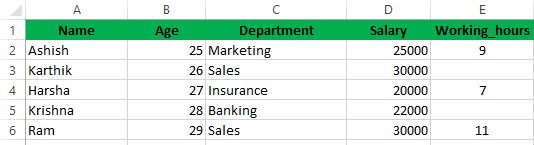 A B C D E
1 Name Age Department Salary Working_hours
2 Ashish 25 Marketing 25000 9
3 Karthik 26 Sales 30000
4 Harsha 27 Insurance 20000 7
5 Krishna 28 Banking 22000
6 Ram 29 Sales 30000 11